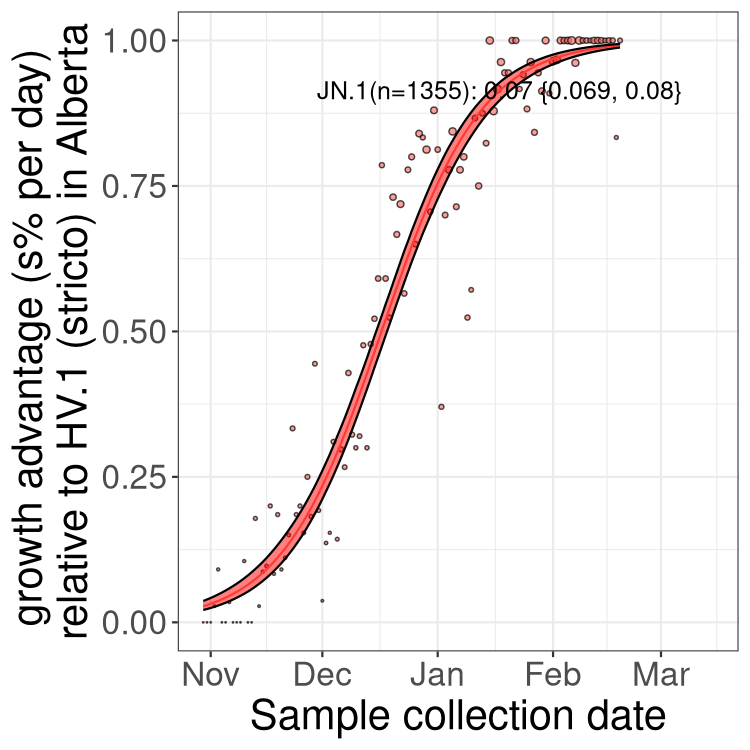 growth advantage (s% per day)
relative to HV.1 (stricto) in Alberta
1.00
0.75
0.50
0.25
0.00
JN.1(n=1355): 0.07 {0.069, 0.08}
Nov Dec Jan Feb Mar
Sample collection date